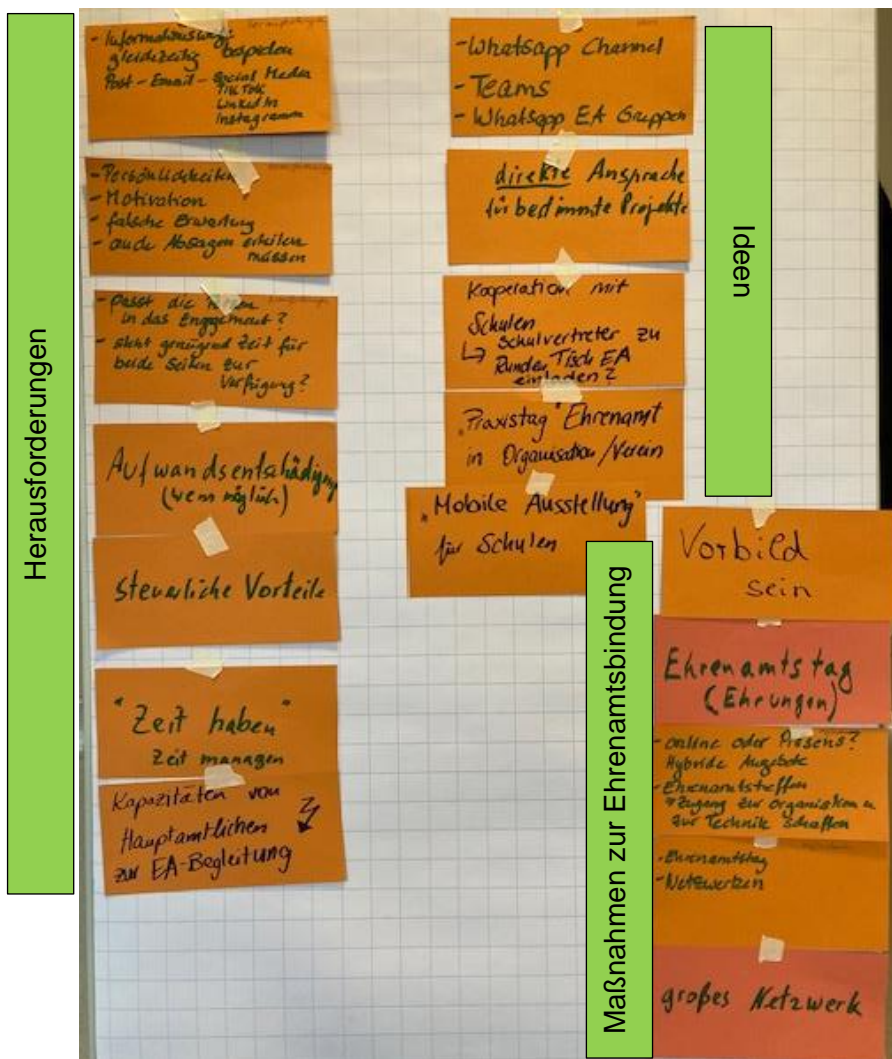 Herausforderungen
- Informationswege
gleichzeitig bespielen
Post - Email - Social Media
TikTok
LinkedIn
Instagramm
- Persönlichkeiten
- Motivation
- falsche Erwartung
- auch Absagen erteilen
müssen
- passt die
in das Engagement?
- steht genügend Zeit für
beide Seiten zur
Verfügung?
Aufwandsentschädigung
(wenn möglich)
steuerliche Vorteile
"Zeit haben"
Zeit managen
Kapazitäten von
Hauptamtlichen
zur EA-Begleitung
Ideen
- Whatsapp Channel
- Teams
- Whatsapp EA Gruppen
direkte Ansprache
für bestimmte Projekte
Kooperation mit
Schulen
↳ Schulvertreter zu
Runden Tisch EA
einladen?
"Praxistag" Ehrenamt
in Organisation/Verein
"Mobile Ausstellung"
für Schulen
Maßnahmen zur Ehrenamtsbindung
Vorbild
sein
Ehrenamtstag
(Ehrungen)
- online oder Präsens?
Hybride Angebote
- Ehrenamtstreffen
Zugang zur Organisation u
zur Technik schaffen
- Ehrenamtstag
- Netzwerken
großes Netzwerk